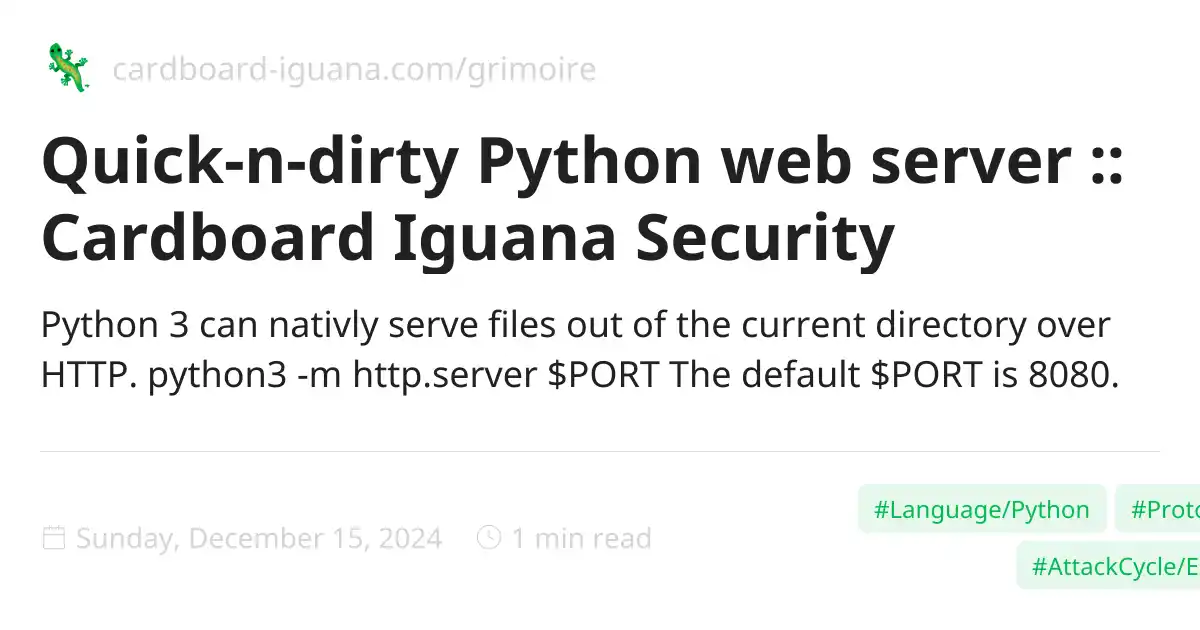 cardboard-iguana.com/grimoire
Quick-n-dirty Python web server ::
Cardboard Iguana Security
Python 3 can nativly serve files out of the current directory over
HTTP. python3 -m http.server $PORT The default $PORT is 8080.
Sunday, December 15, 2024 1 min read
#Language/Python #Proto
#AttackCycle/E